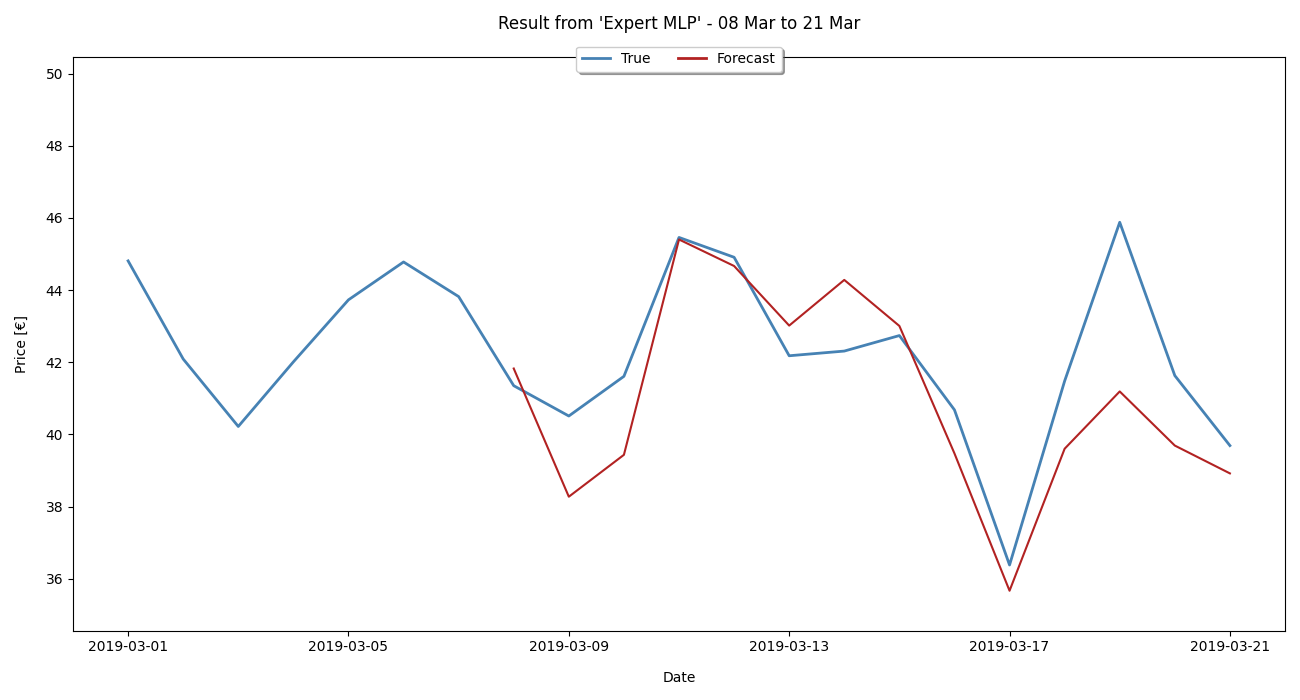 Result from 'Expert MLP' - 08 Mar to 21 Mar
True Forecast
50
48
46
44
42
40
38
36
Price [€]
2019-03-01 2019-03-05 2019-03-09 2019-03-13 2019-03-17 2019-03-21
Date